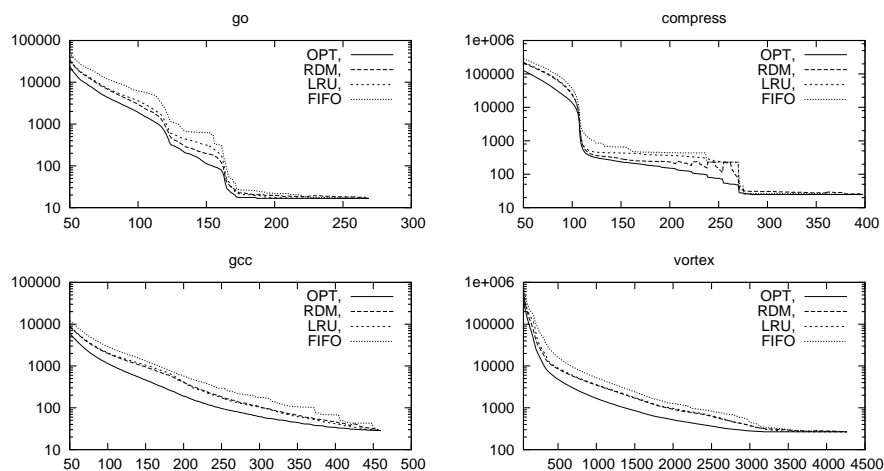 go
100000
10000
1000
100
10
50 100 150 200 250 300
OPT,
RDM,
LRU,
FIFO
compress
1e+006
100000
10000
1000
100
10
50 100 150 200 250 300 350 400
OPT,
RDM,
LRU,
FIFO
gcc
100000
10000
1000
100
10
50 100 150 200 250 300 350 400 450 500
OPT,
RDM,
LRU,
FIFO
vortex
1e+006
100000
10000
1000
100
500 1000 1500 2000 2500 3000 3500 4000 4500
OPT,
RDM,
LRU,
FIFO